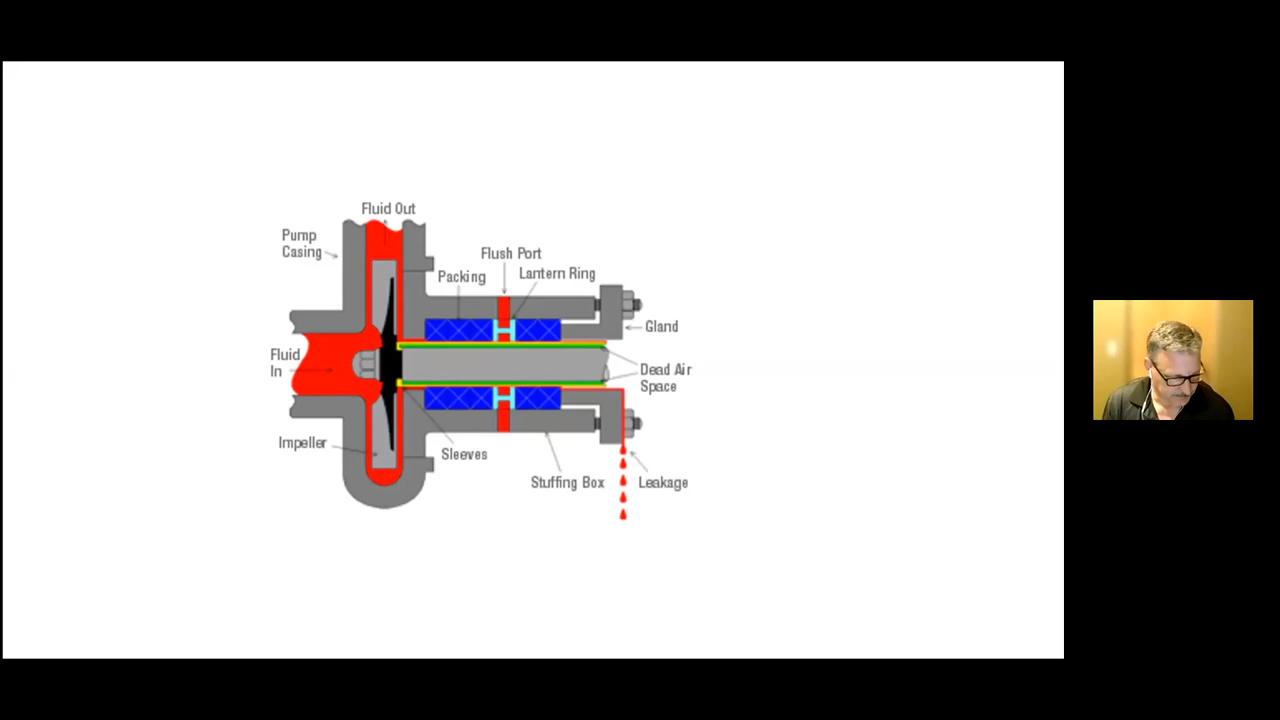 Fluid Out
Pump
Casing
Flush Port
Lantern Ring
Packing
Gland
Fluid
In
Dead Air
Space
Impeller
Sleeves
Stuffing Box
Leakage